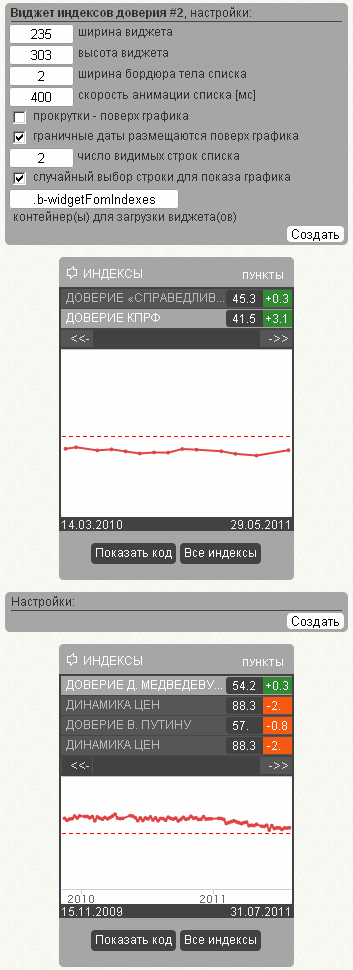 Виджет индексов доверия #2, настройки:
235 ширина виджета
303 высота виджета
2 ширина бордюра тела списка
400 скорость анимации списка [мс]
прокрутки - поверх графика
граничные даты размещаются поверх графика
2 число видимых строк списка
случайный выбор строки для показа графика
.b-widgetFomIndexes
контейнер(ы) для загрузки виджета(ов)
Создать
ИНДЕКСЫ ПУНКТЫ
ДОВЕРИЕ «СПРАВЕДЛИВ... 45.3 +0.3
ДОВЕРИЕ КПРФ 41.5 +3.1
<<- ->>
14.03.2010 29.05.2011
Показать код Все индексы
Настройки:
Создать
ИНДЕКСЫ ПУНКТЫ
ДОВЕРИЕ Д. МЕДВЕДЕВУ... 54.2 +0.3
ДИНАМИКА ЦЕН 88.3 -2.
ДОВЕРИЕ В. ПУТИНУ 57. -0.8
ДИНАМИКА ЦЕН 88.3 -2.
<<- ->>
2010 2011
15.11.2009 31.07.2011
Показать код Все индексы